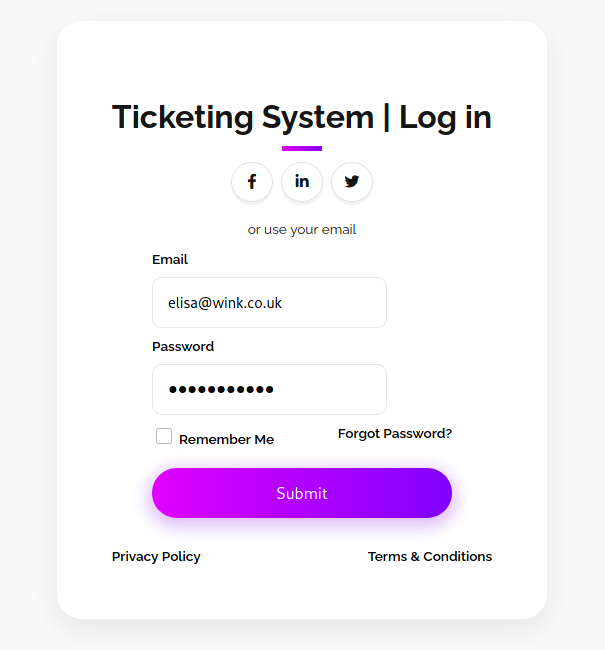 Ticketing System | Log in
or use your email
Email
elisa@wink.co.uk
Password
●●●●●●●●●●●
Remember Me
Forgot Password?
Submit
Privacy Policy
Terms & Conditions